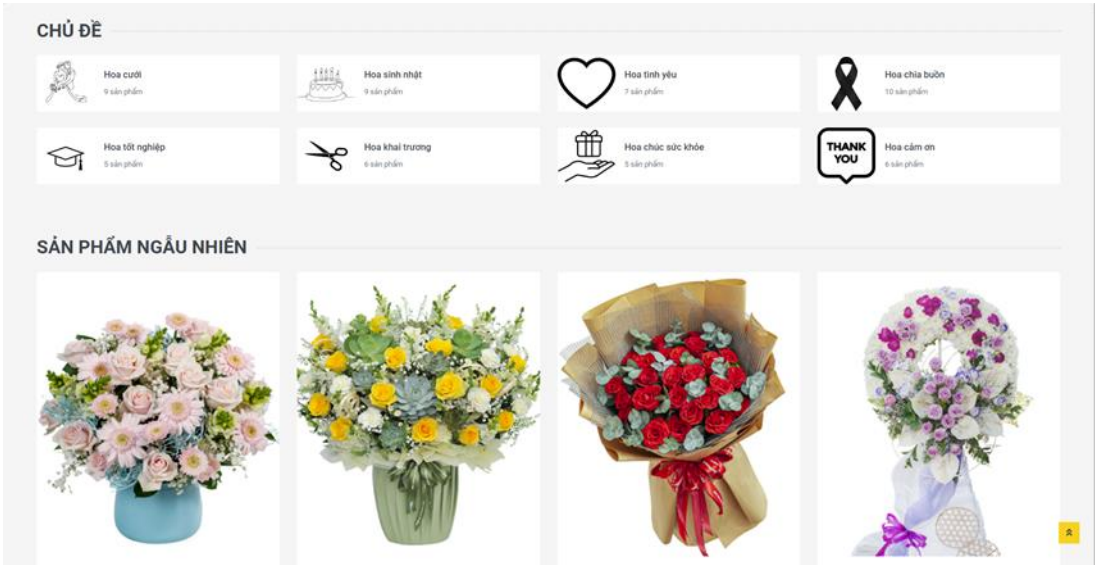 CHỦ ĐỀ
Hoa cưới
9 sản phẩm
Hoa sinh nhật
9 sản phẩm
Hoa tình yêu
7 sản phẩm
Hoa chia buồn
10 sản phẩm
Hoa tốt nghiệp
5 sản phẩm
Hoa khai trương
6 sản phẩm
Hoa chúc sức khỏe
5 sản phẩm
THANK
YOU
Hoa cảm ơn
6 sản phẩm
SẢN PHẨM NGẪU NHIÊN